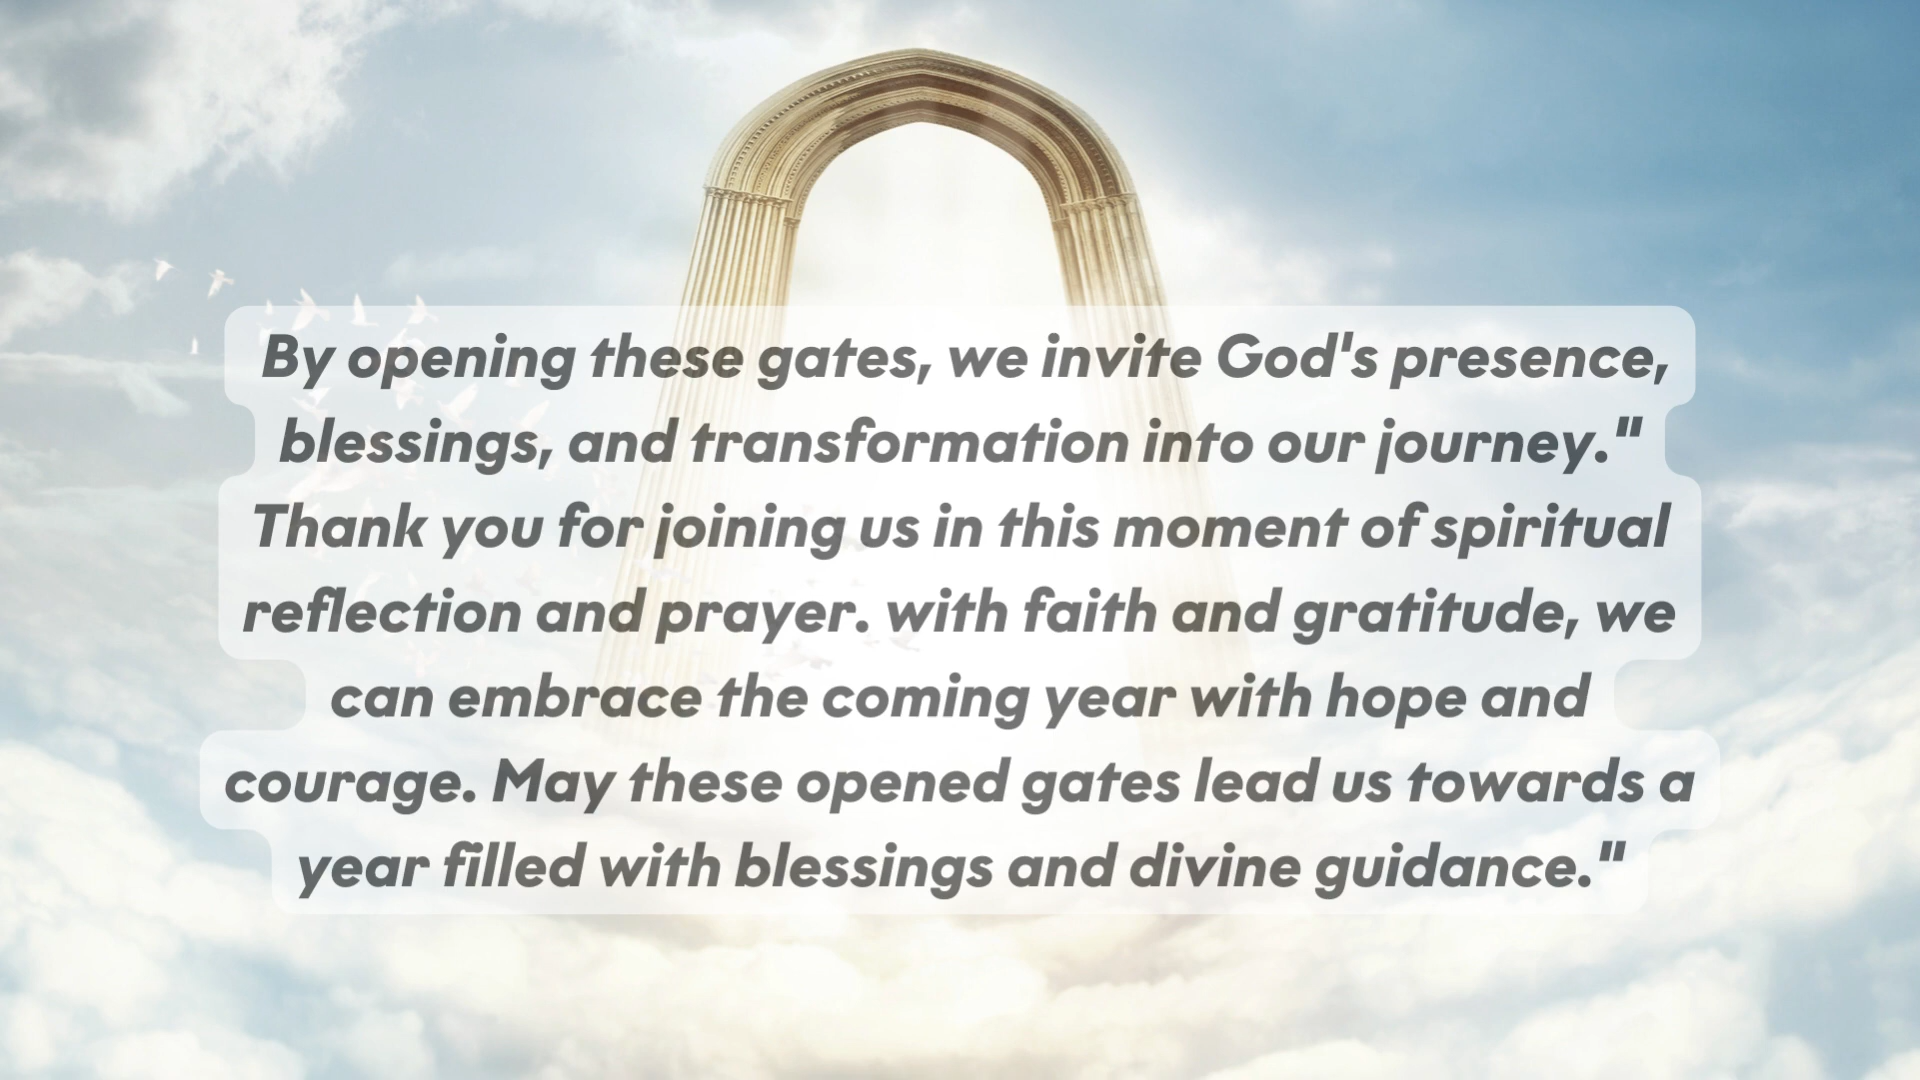 By opening these gates, we invite God's presence,
blessings, and transformation into our journey."
Thank you for joining us in this moment of spiritual
reflection and prayer. with faith and gratitude, we
can embrace the coming year with hope and
courage. May these opened gates lead us towards a
year filled with blessings and divine guidance."